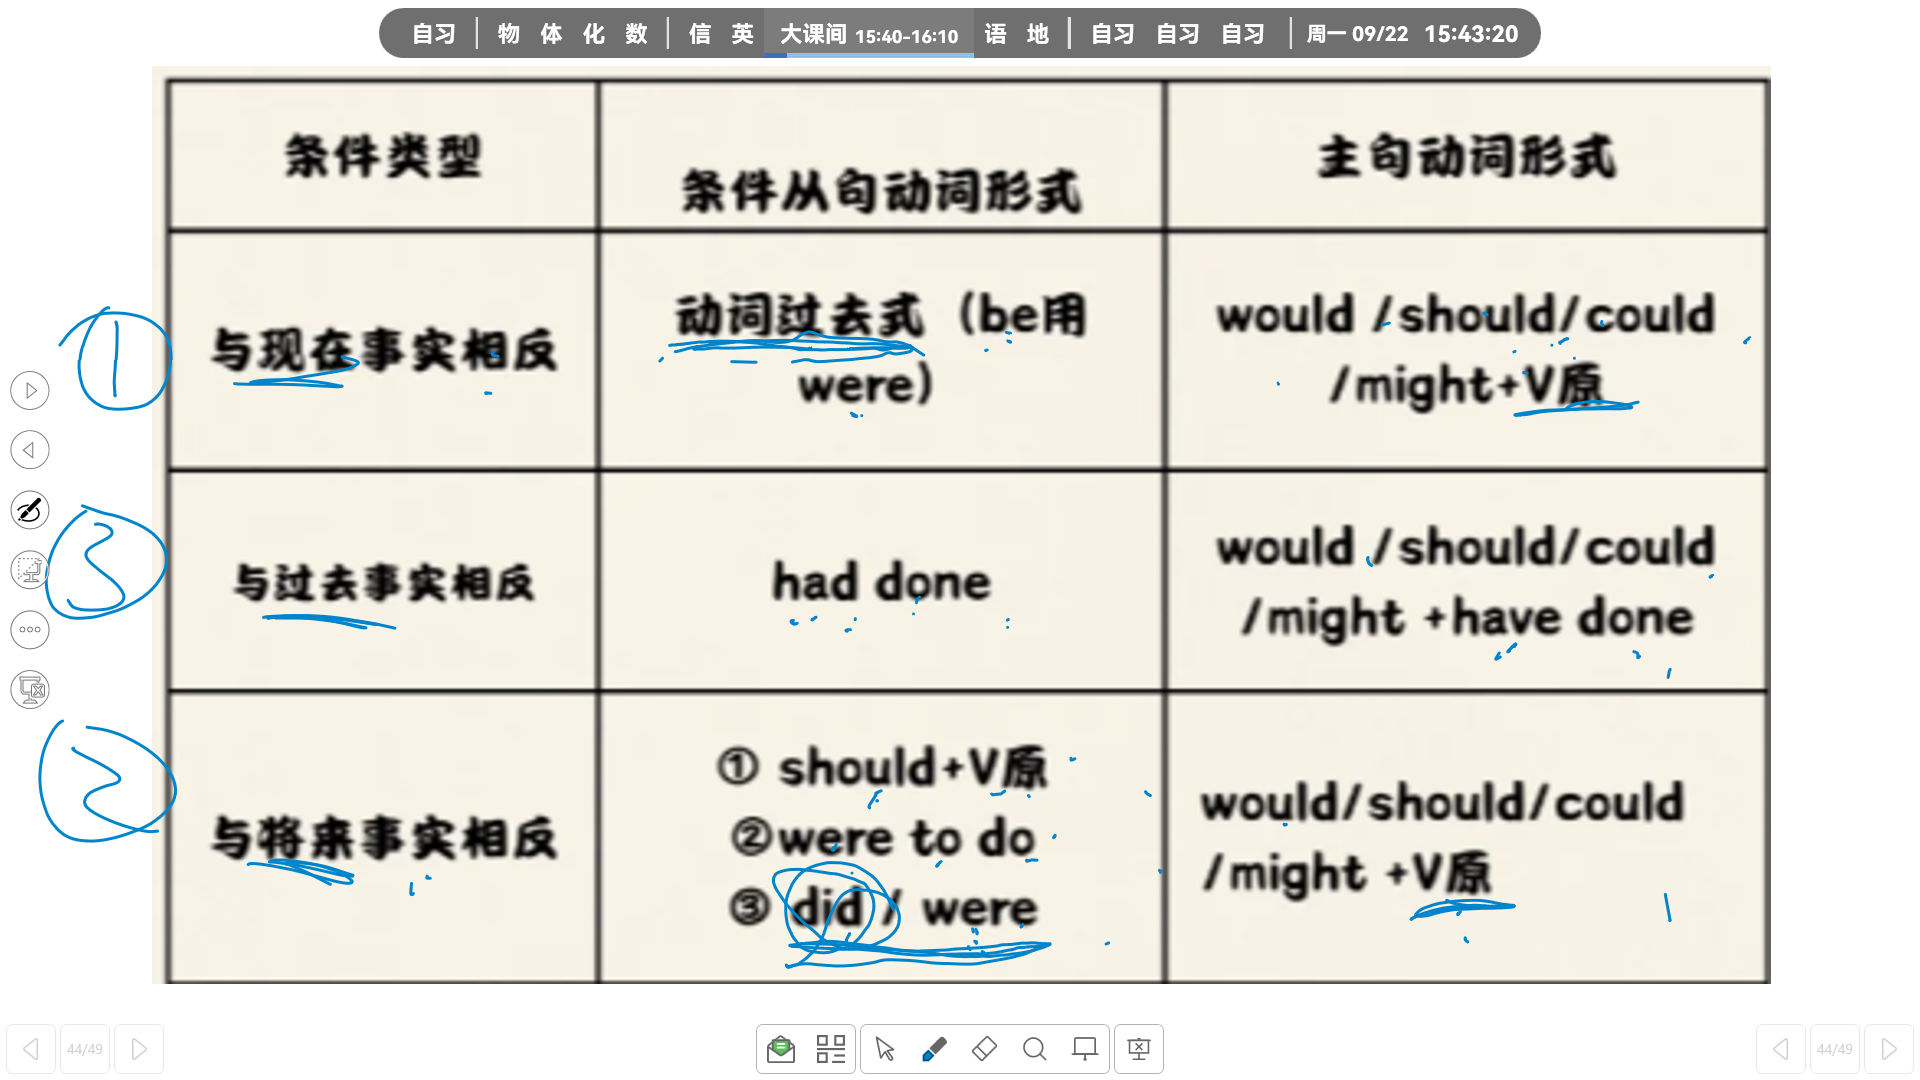 自习 物 体 化 数 信 英 大课间 15:40-16:10 语 地 自习 自习 自习 周一 09/22 15:43:20
条件类型
条件从句动词形式
主句动词形式
①
与现在事实相反
动词过去式（be用
were）
would /should/could
/might+V原
③
与过去事实相反
had done
would /should/could
/might +have done
②
与将来事实相反
① should+V原
②were to do
③ did / were
would/should/could
/might +V原
44/49
44/49